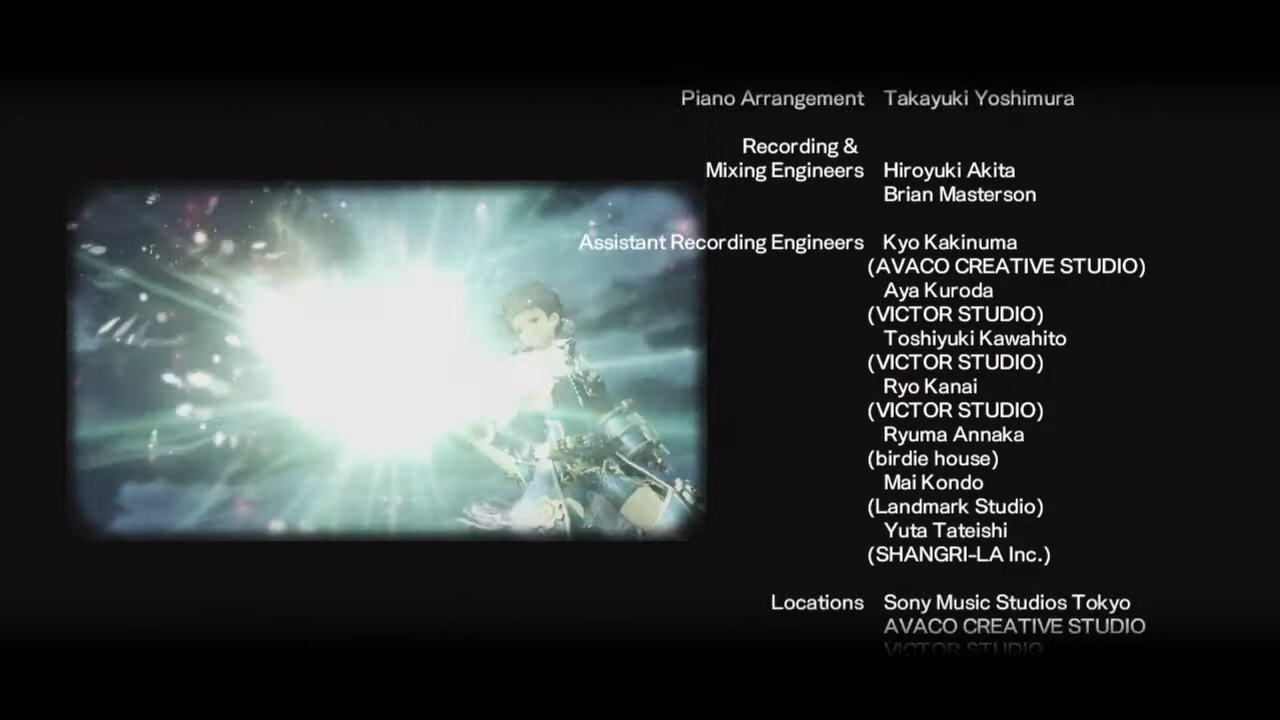 Piano Arrangement Takayuki Yoshimura
Recording &
Mixing Engineers Hiroyuki Akita
Brian Masterson
Assistant Recording Engineers Kyo Kakinuma
(AVACO CREATIVE STUDIO)
Aya Kuroda
(VICTOR STUDIO)
Toshiyuki Kawahito
(VICTOR STUDIO)
Ryo Kanai
(VICTOR STUDIO)
Ryuma Annaka
(birdie house)
Mai Kondo
(Landmark Studio)
Yuta Tateishi
(SHANGRI-LA Inc.)
Locations Sony Music Studios Tokyo
AVACO CREATIVE STUDIO
VICTOR STUDIO